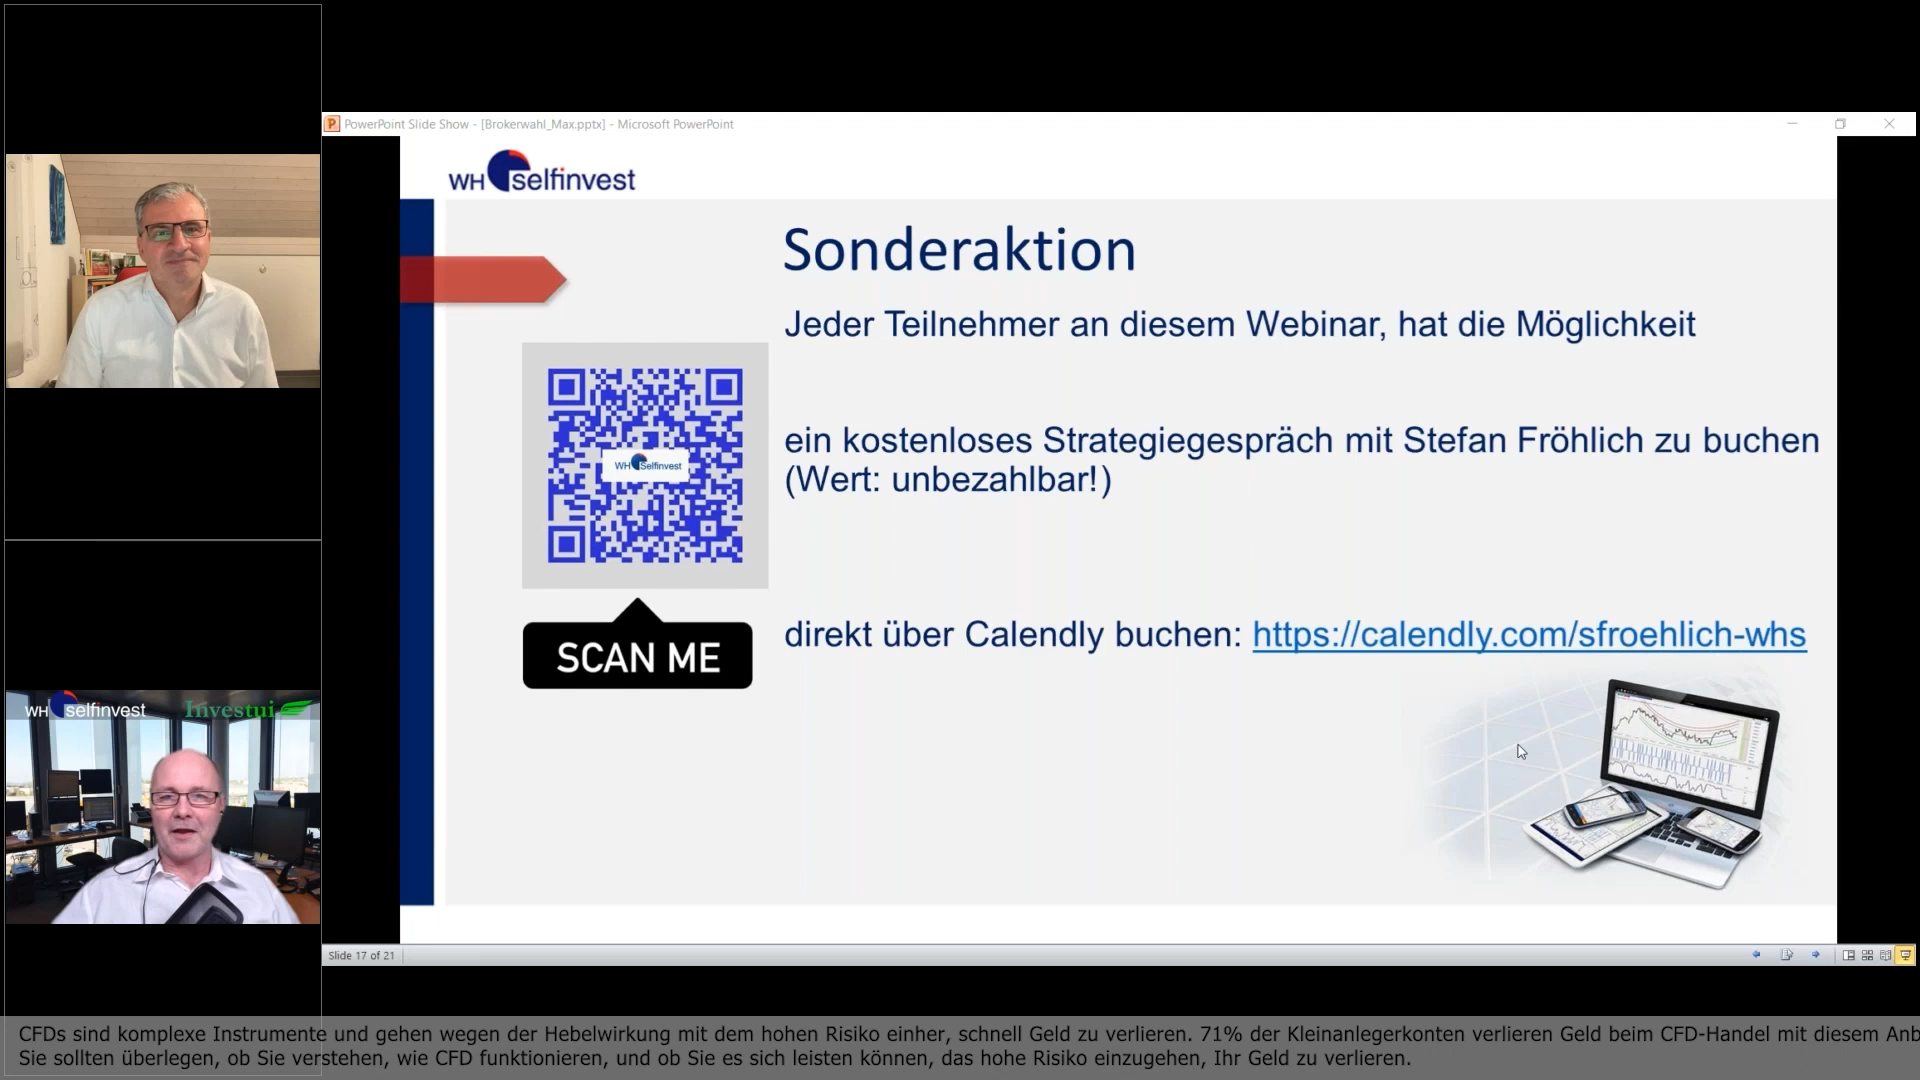 PowerPoint Slide Show - [Brokerwahl_Max.pptx] - Microsoft PowerPoint
WH selfinvest
Sonderaktion
Jeder Teilnehmer an diesem Webinar, hat die Möglichkeit
ein kostenloses Strategiegespräch mit Stefan Fröhlich zu buchen
(Wert: unbezahlbar!)
WH Selfinvest
SCAN ME
direkt über Calendly buchen: https://calendly.com/sfroehlich-whs
WH selfinvest
Investui
Slide 17 of 21
CFDs sind komplexe Instrumente und gehen wegen der Hebelwirkung mit dem hohen Risiko einher, schnell Geld zu verlieren. 71% der Kleinanlegerkonten verlieren Geld beim CFD-Handel mit diesem Anb
Sie sollten überlegen, ob Sie verstehen, wie CFD funktionieren, und ob Sie es sich leisten können, das hohe Risiko einzugehen, Ihr Geld zu verlieren.